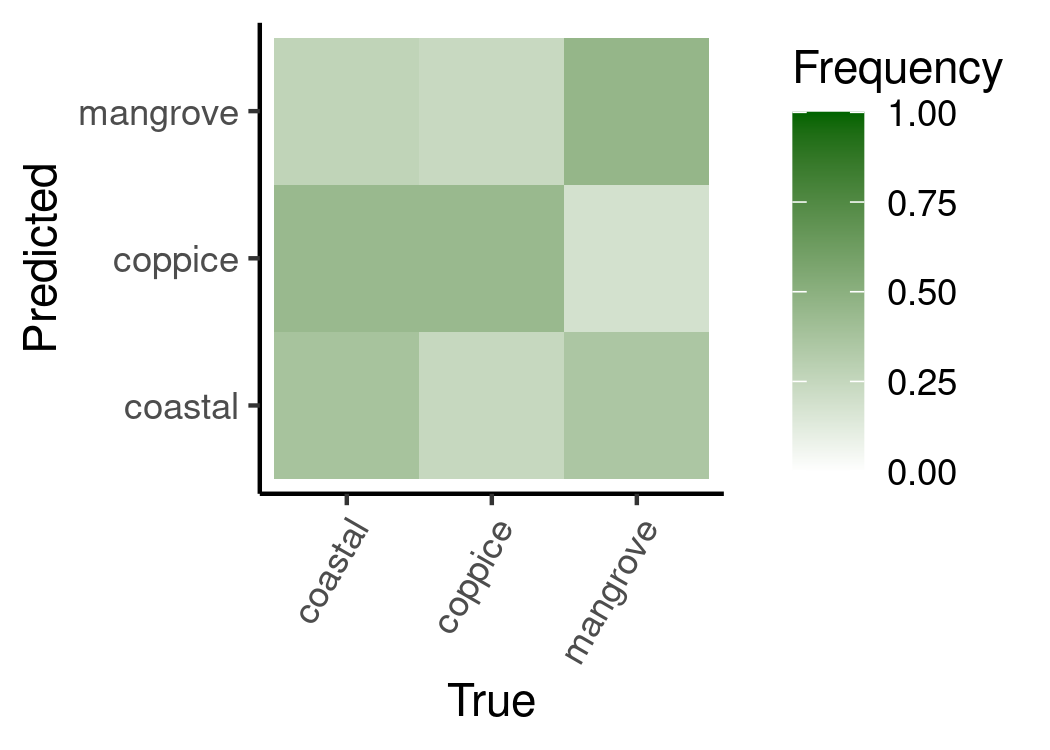 Predicted
mangrove
coppice
coastal
coastal
coppice
mangrove
True
Frequency
1.00
0.75
0.50
0.25
0.00